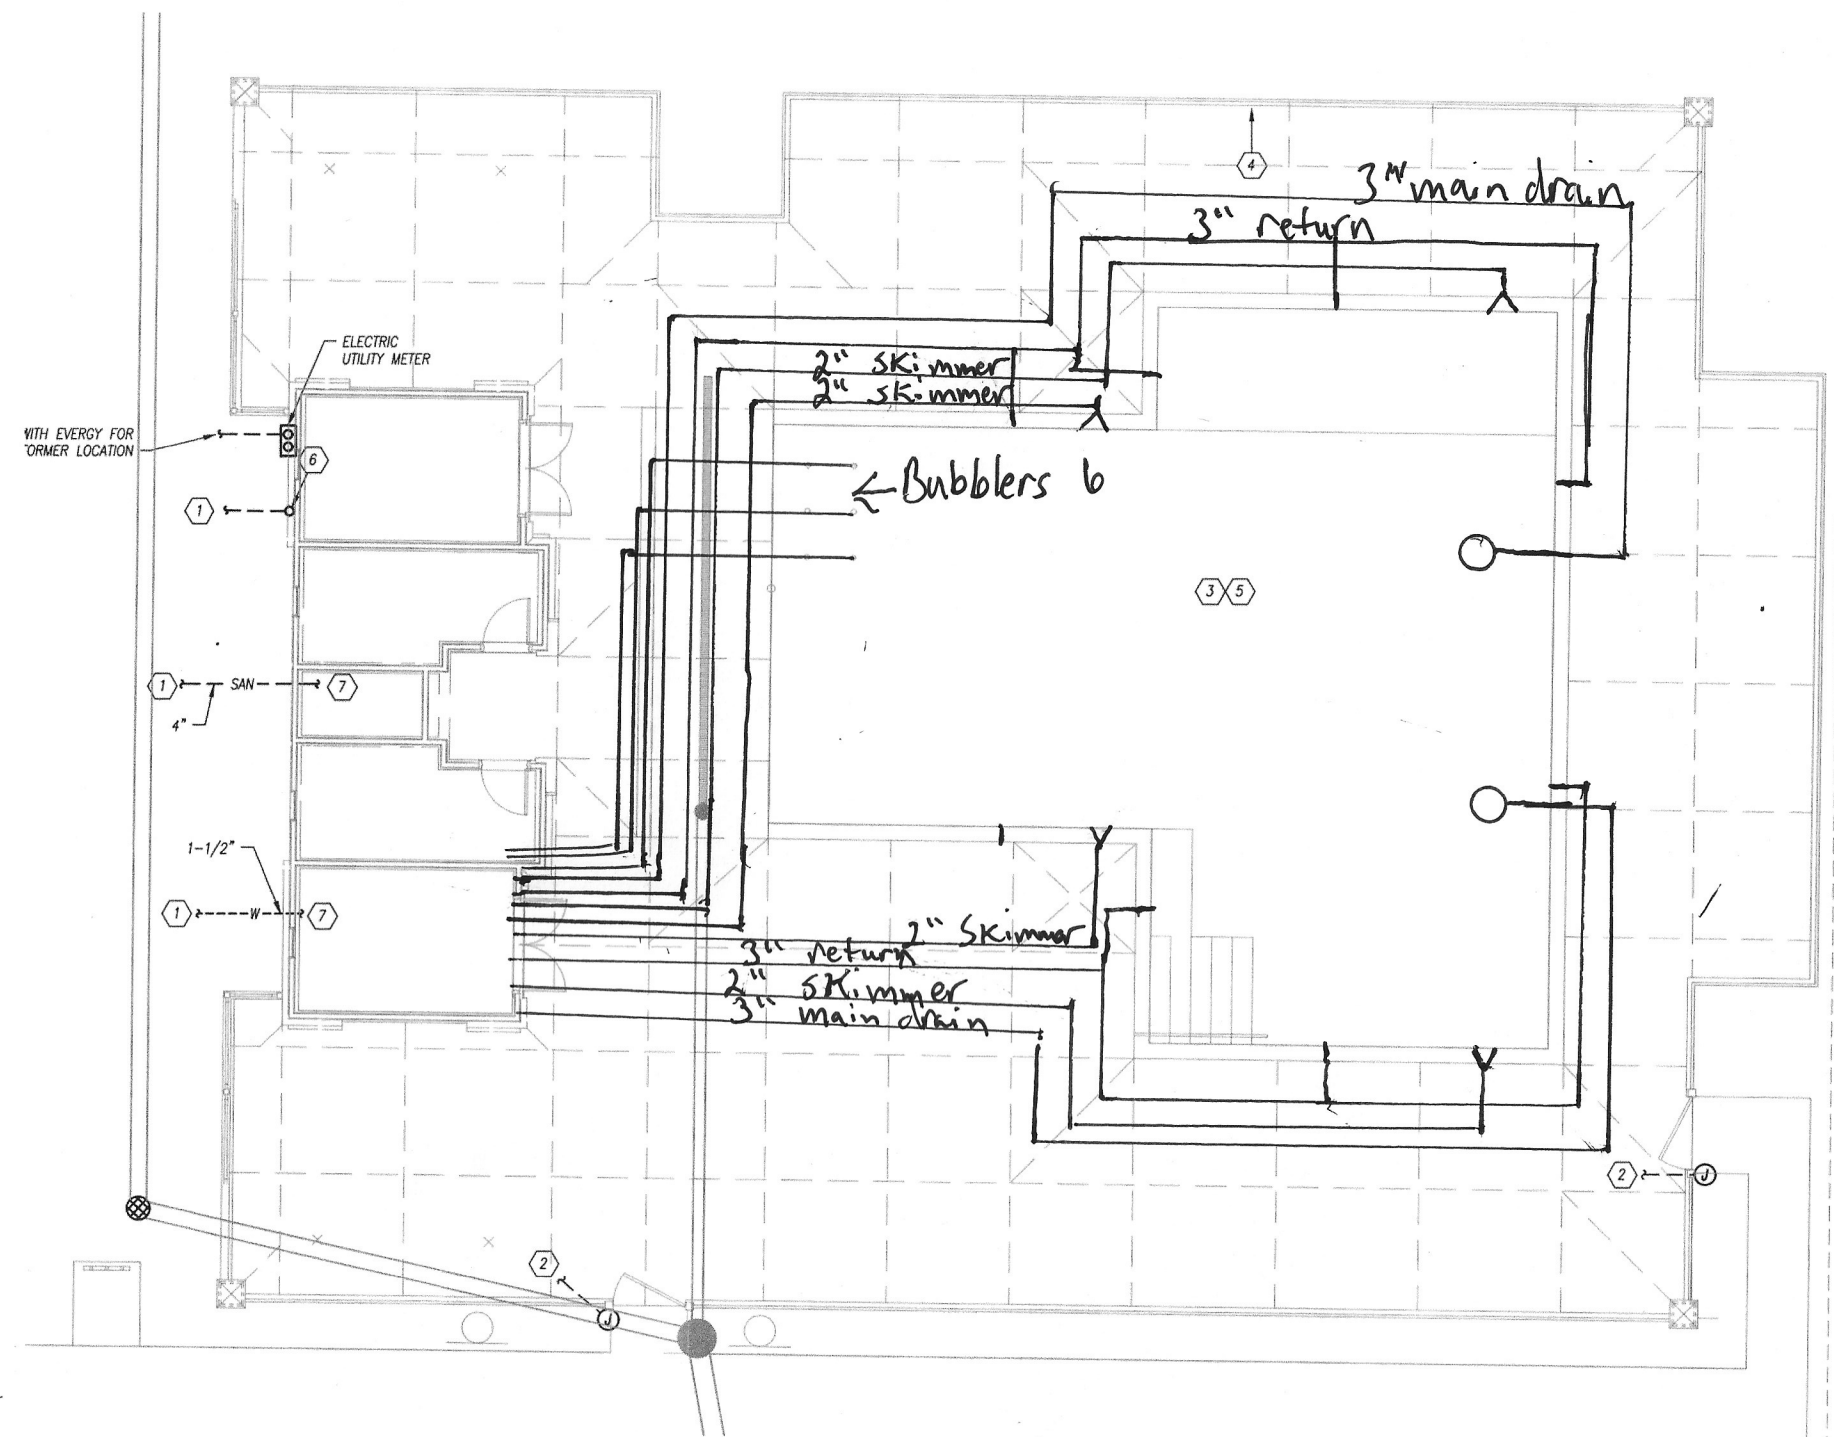 4
3" main drain
3" return
ELECTRIC
UTILITY METER
2" skimmer
2" skimmer
WITH EVERGY FOR
ORMER LOCATION
6
Bubblers 6
1
3 5
1 SAN 7
4"
1-1/2"
1 W 7
2" Skimmer
3" return
2" skimmer
3" main drain
2 J
2
J